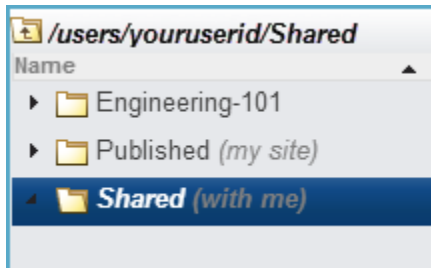 /users/youruserid/Shared
Name
Engineering-101
Published (my site)
Shared (with me)